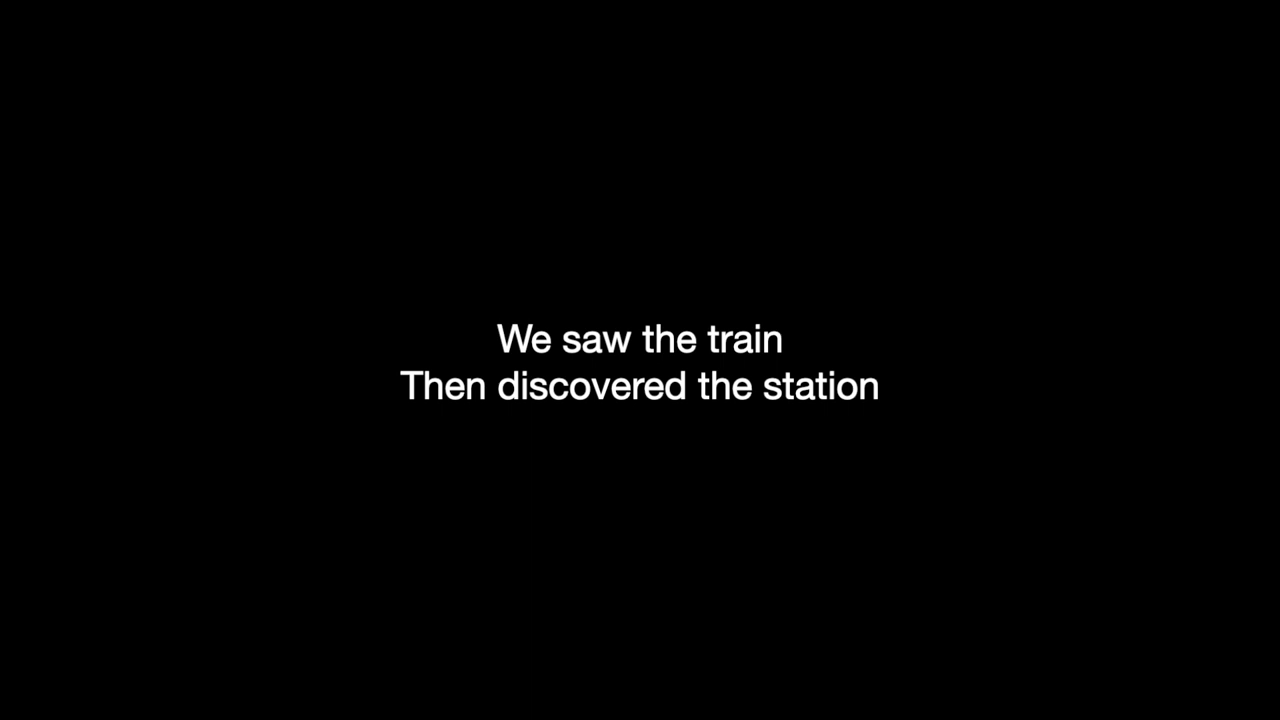 We saw the train
Then discovered the station